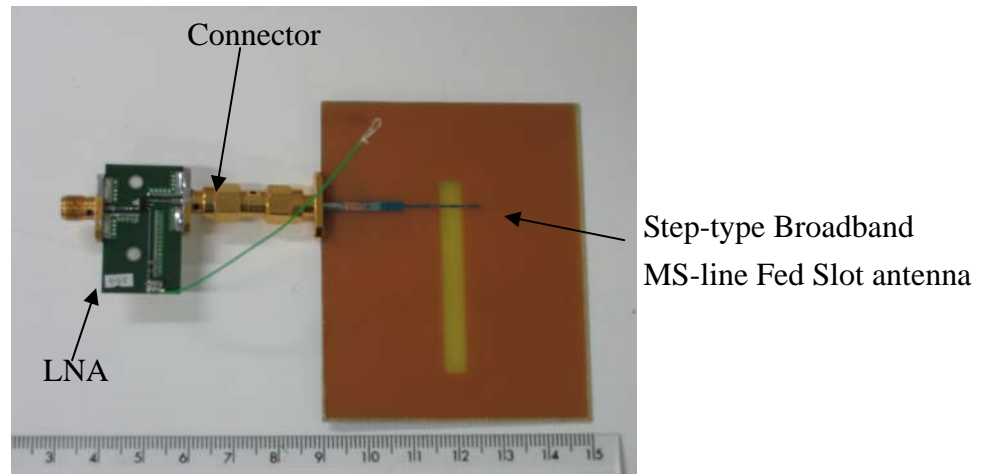 Connector
Step-type Broadband
MS-line Fed Slot antenna
LNA
3 4 5 6 7 8 9 10 11 12 13 14 15